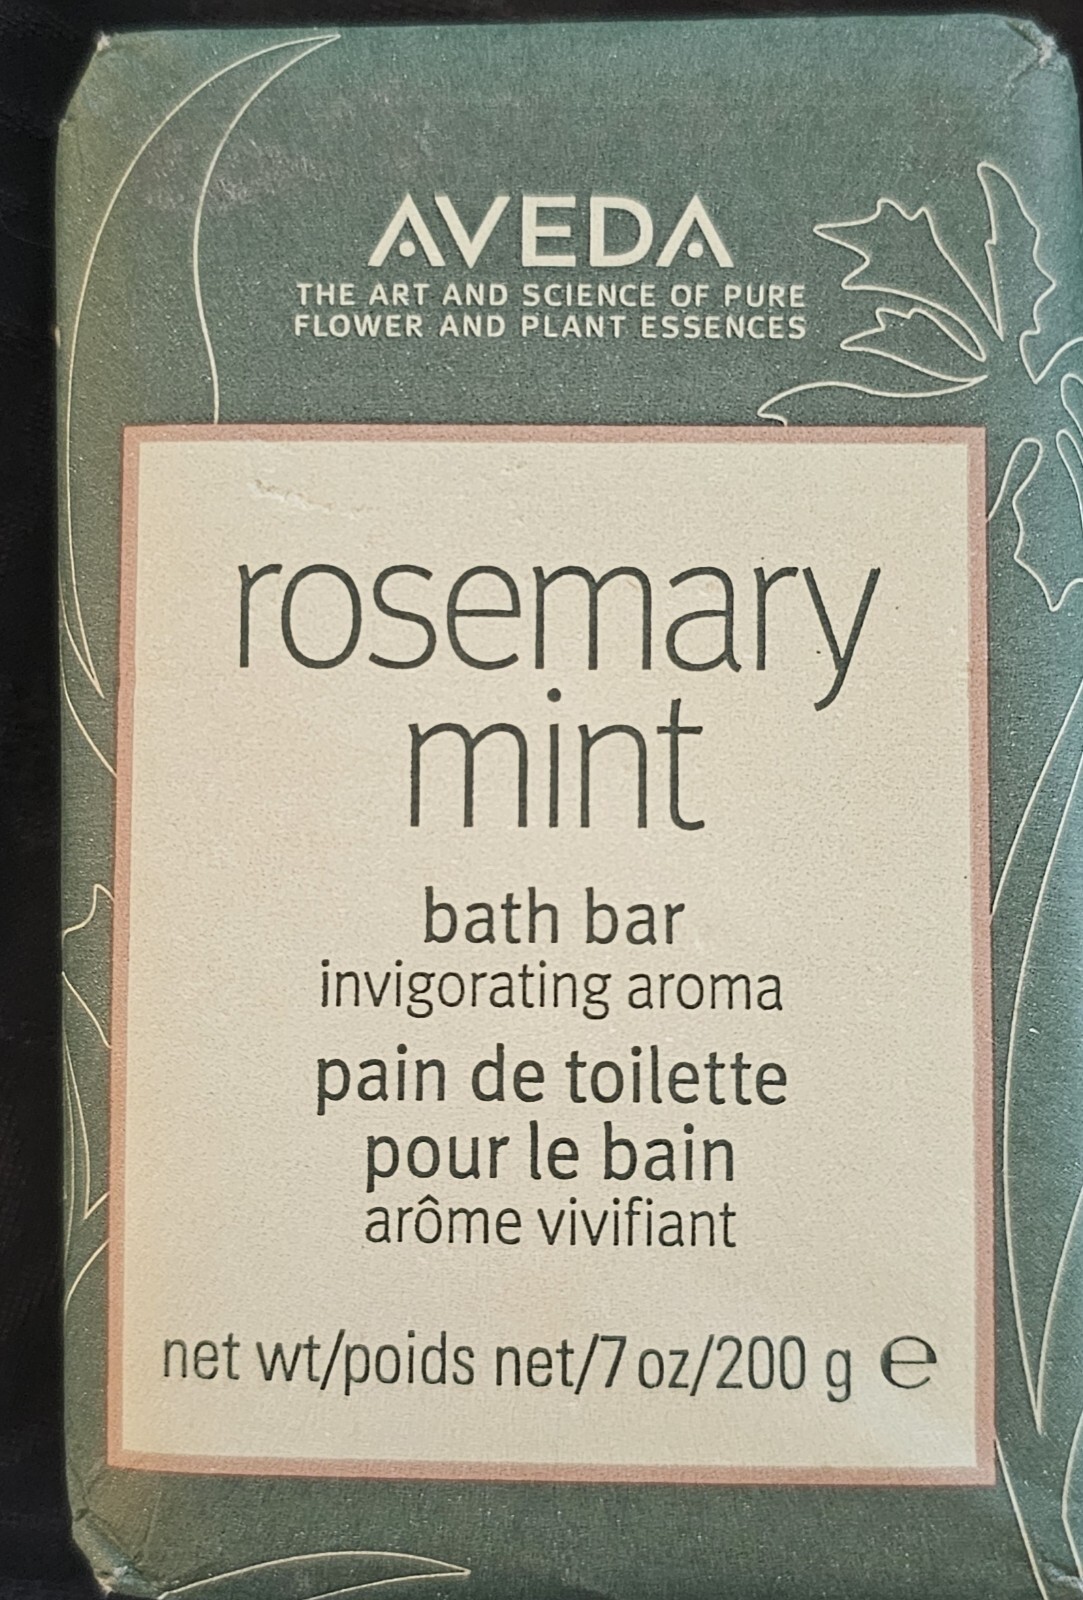 AVEDA
THE ART AND SCIENCE OF PURE
FLOWER AND PLANT ESSENCES
rosemary
mint
bath bar
invigorating aroma
pain de toilette
pour le bain
arôme vivifiant
net wt/poids net/7 oz/200 g ℮